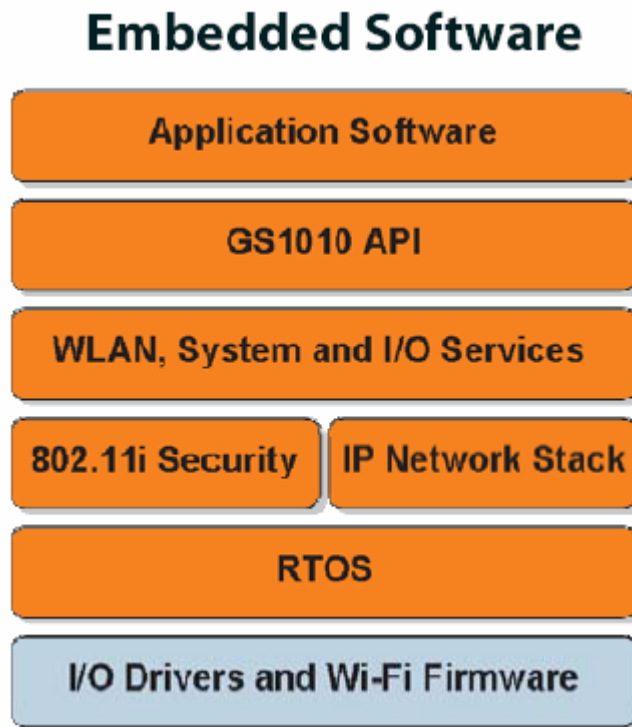 Embedded Software
Application Software
GS1010 API
WLAN, System and I/O Services
802.11i Security
IP Network Stack
RTOS
I/O Drivers and Wi-Fi Firmware